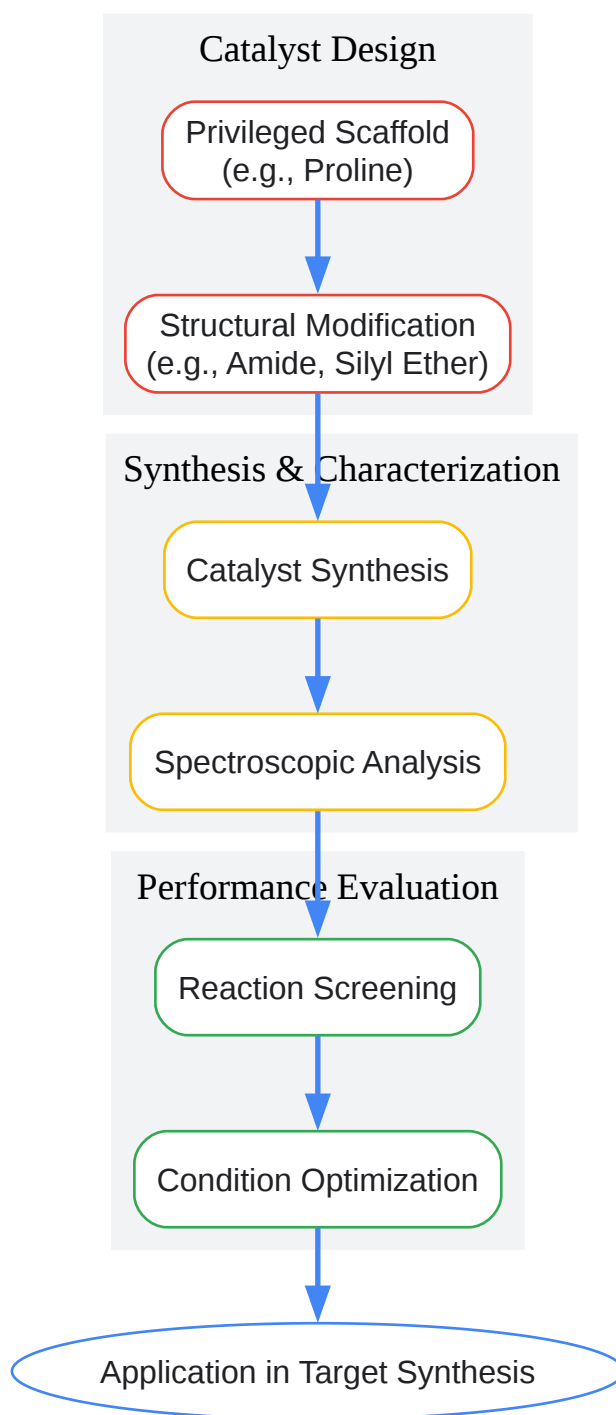 Catalyst Design
Privileged Scaffold
(e.g., Proline)
Structural Modification
(e.g., Amide, Silyl Ether)
Synthesis & Characterization
Catalyst Synthesis
Spectroscopic Analysis
Performance Evaluation
Reaction Screening
Condition Optimization
Application in Target Synthesis